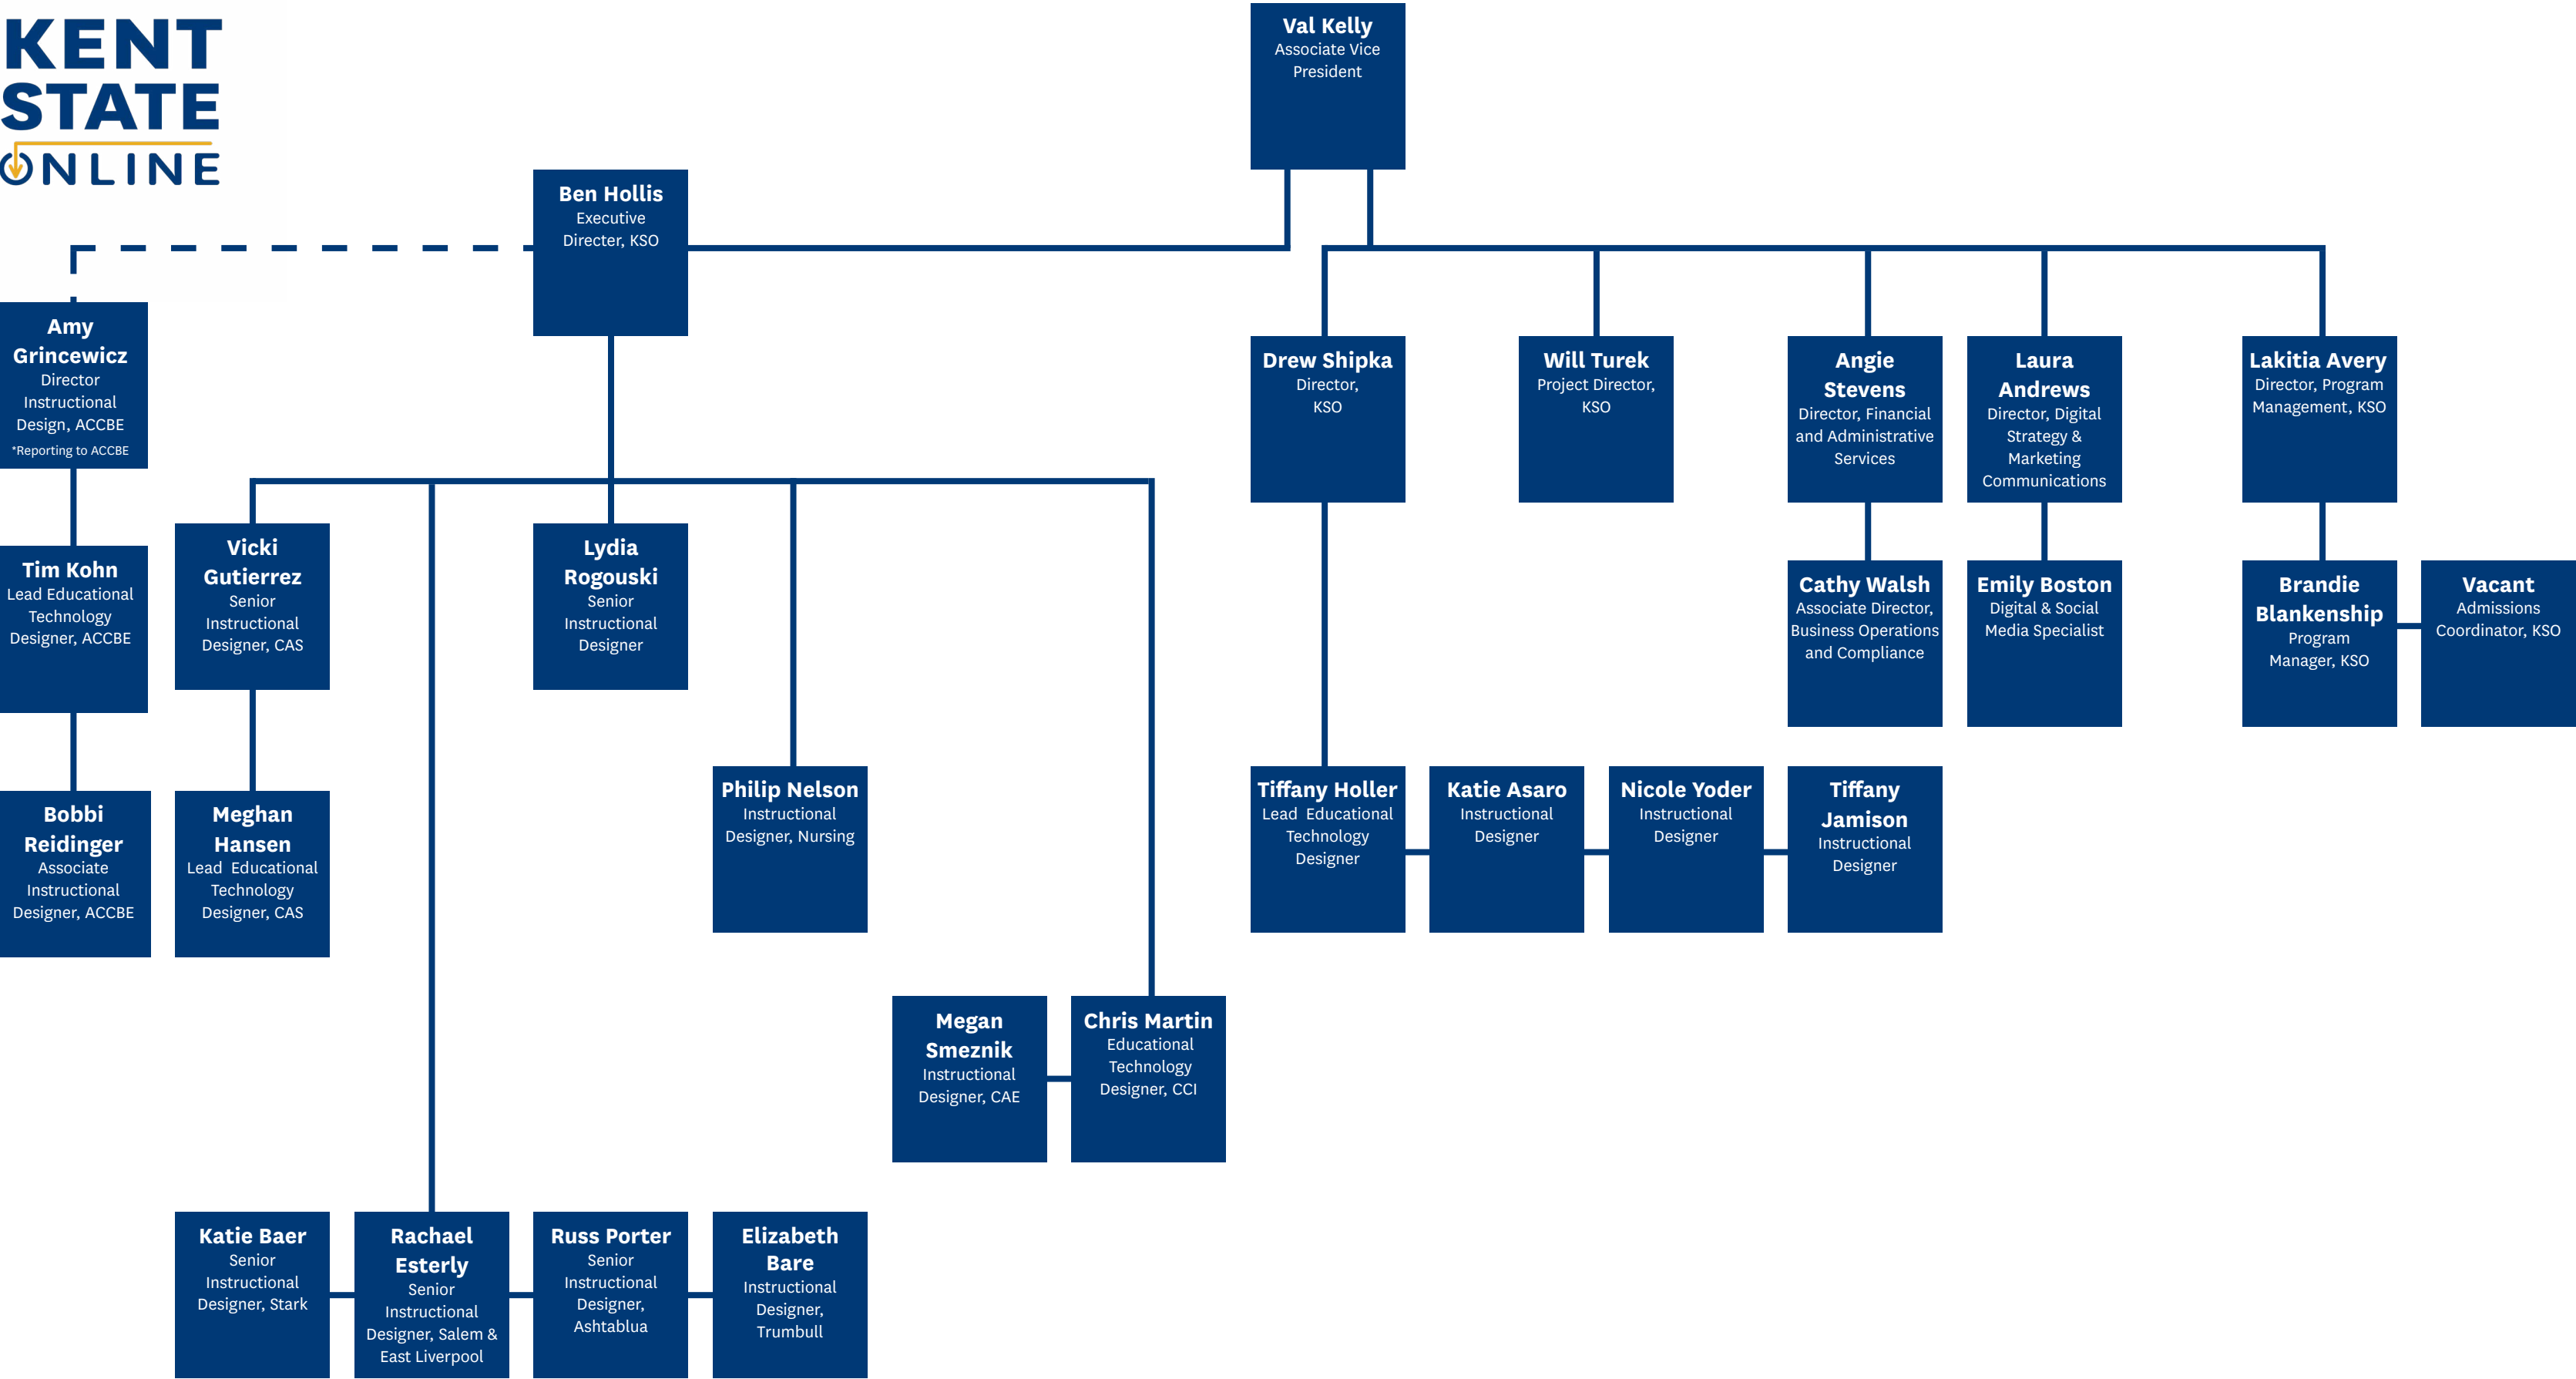 KENT
STATE
ONLINE
Val Kelly
Associate Vice
President
Ben Hollis
Executive
Directer, KSO
Amy
Grincewicz
Director
Instructional
Design, ACCBE
*Reporting to ACCBE
Drew Shipka
Director,
KSO
Will Turek
Project Director,
KSO
Angie
Stevens
Director, Financial
and Administrative
Services
Laura
Andrews
Director, Digital
Strategy &
Marketing
Communications
Lakitia Avery
Director, Program
Management, KSO
Tim Kohn
Lead Educational
Technology
Designer, ACCBE
Vicki
Gutierrez
Senior
Instructional
Designer, CAS
Lydia
Rogouski
Senior
Instructional
Designer
Cathy Walsh
Associate Director,
Business Operations
and Compliance
Emily Boston
Digital & Social
Media Specialist
Brandie
Blankenship
Program
Manager, KSO
Vacant
Admissions
Coordinator, KSO
Bobbi
Reidinger
Associate
Instructional
Designer, ACCBE
Meghan
Hansen
Lead Educational
Technology
Designer, CAS
Philip Nelson
Instructional
Designer, Nursing
Tiffany Holler
Lead Educational
Technology
Designer
Katie Asaro
Instructional
Designer
Nicole Yoder
Instructional
Designer
Tiffany
Jamison
Instructional
Designer
Megan
Smeznik
Instructional
Designer, CAE
Chris Martin
Educational
Technology
Designer, CCI
Katie Baer
Senior
Instructional
Designer, Stark
Rachael
Esterly
Senior
Instructional
Designer, Salem &
East Liverpool
Russ Porter
Senior
Instructional
Designer,
Ashtablua
Elizabeth
Bare
Instructional
Designer,
Trumbull